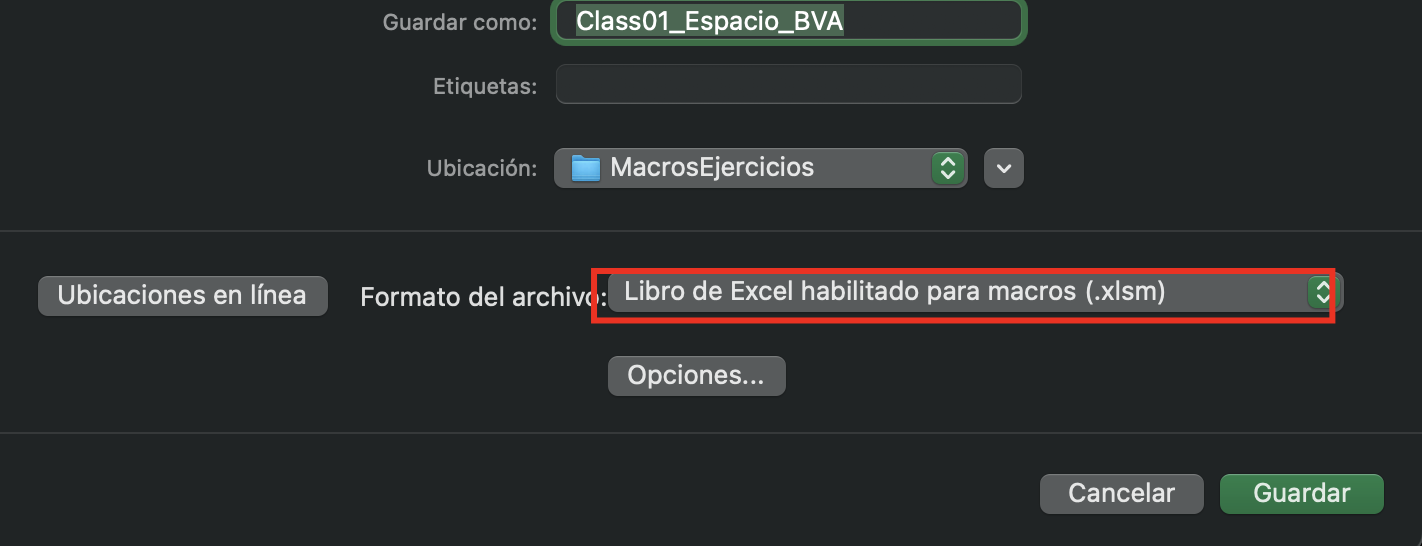 Guardar como: Class01_Espacio_BVA
Etiquetas:
Ubicación: MacrosEjercicios
Ubicaciones en línea Formato del archivo: Libro de Excel habilitado para macros (.xlsm)
Opciones...
Cancelar Guardar